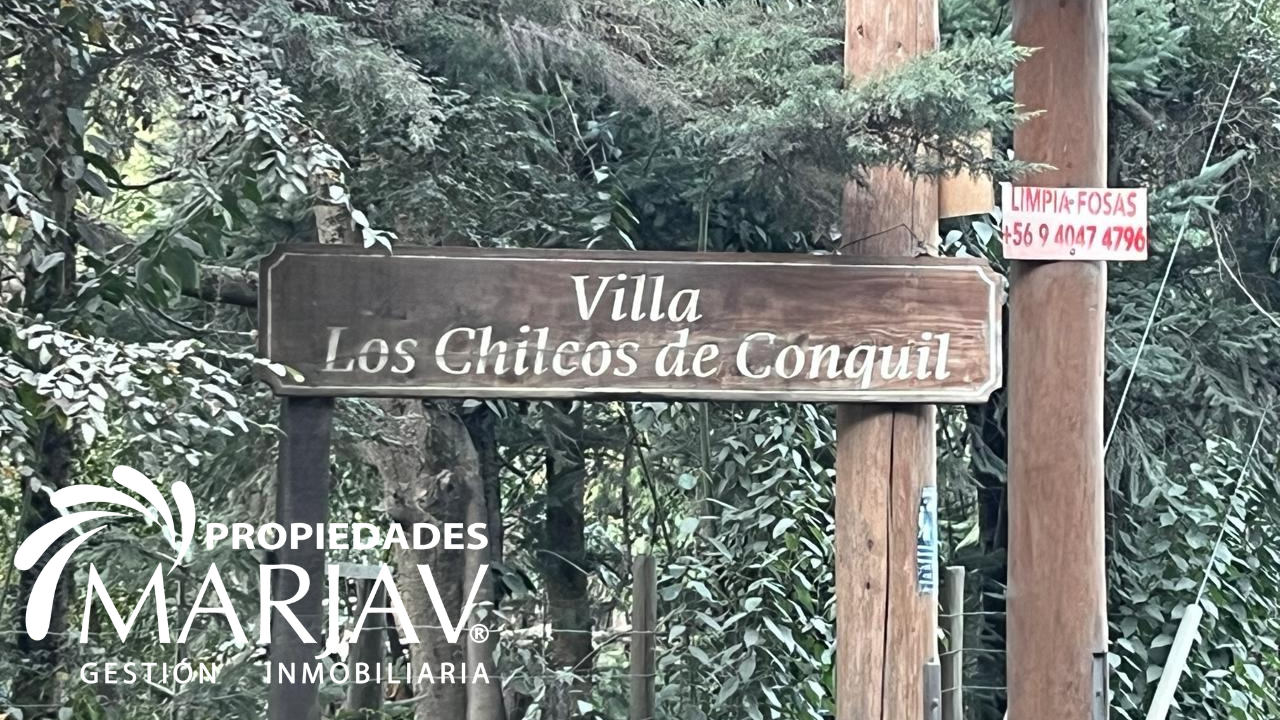 LIMPIA-FOSAS
+56 9 4047 4796
Villa
Los Chilcos de Conquil
PROPIEDADES
MARJAV®
GESTIÓN INMOBILIARIA